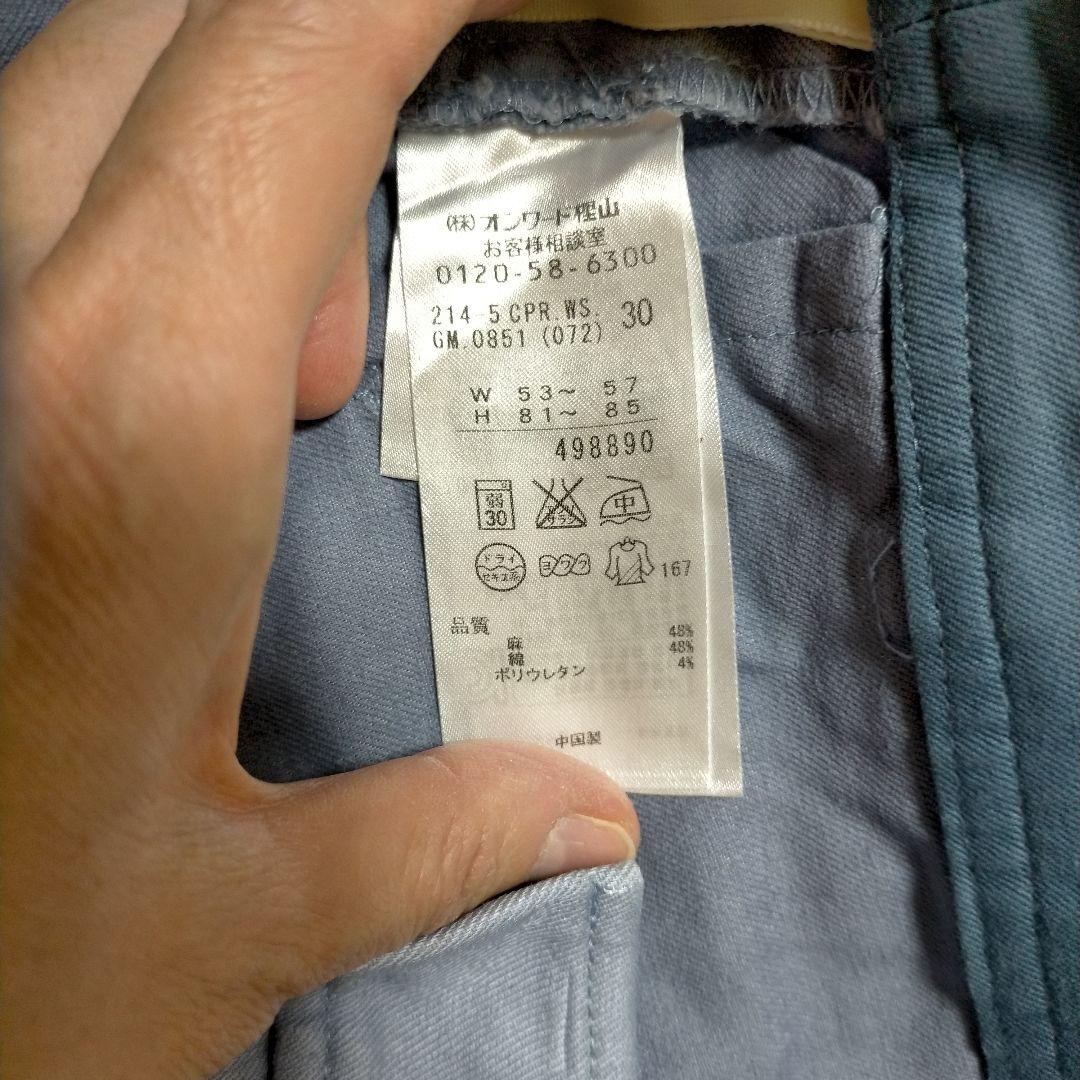 (株)オンワード樫山
お客様相談室
0120-58-6300
214-5 CPR.WS. 30
GM.0851 (072)
W 53~ 57
H 81~ 85
498890
弱 30 中
ドライ セキユ系 ヨワク 167
品質
麻 48%
綿 48%
ポリウレタン 4%
中国製